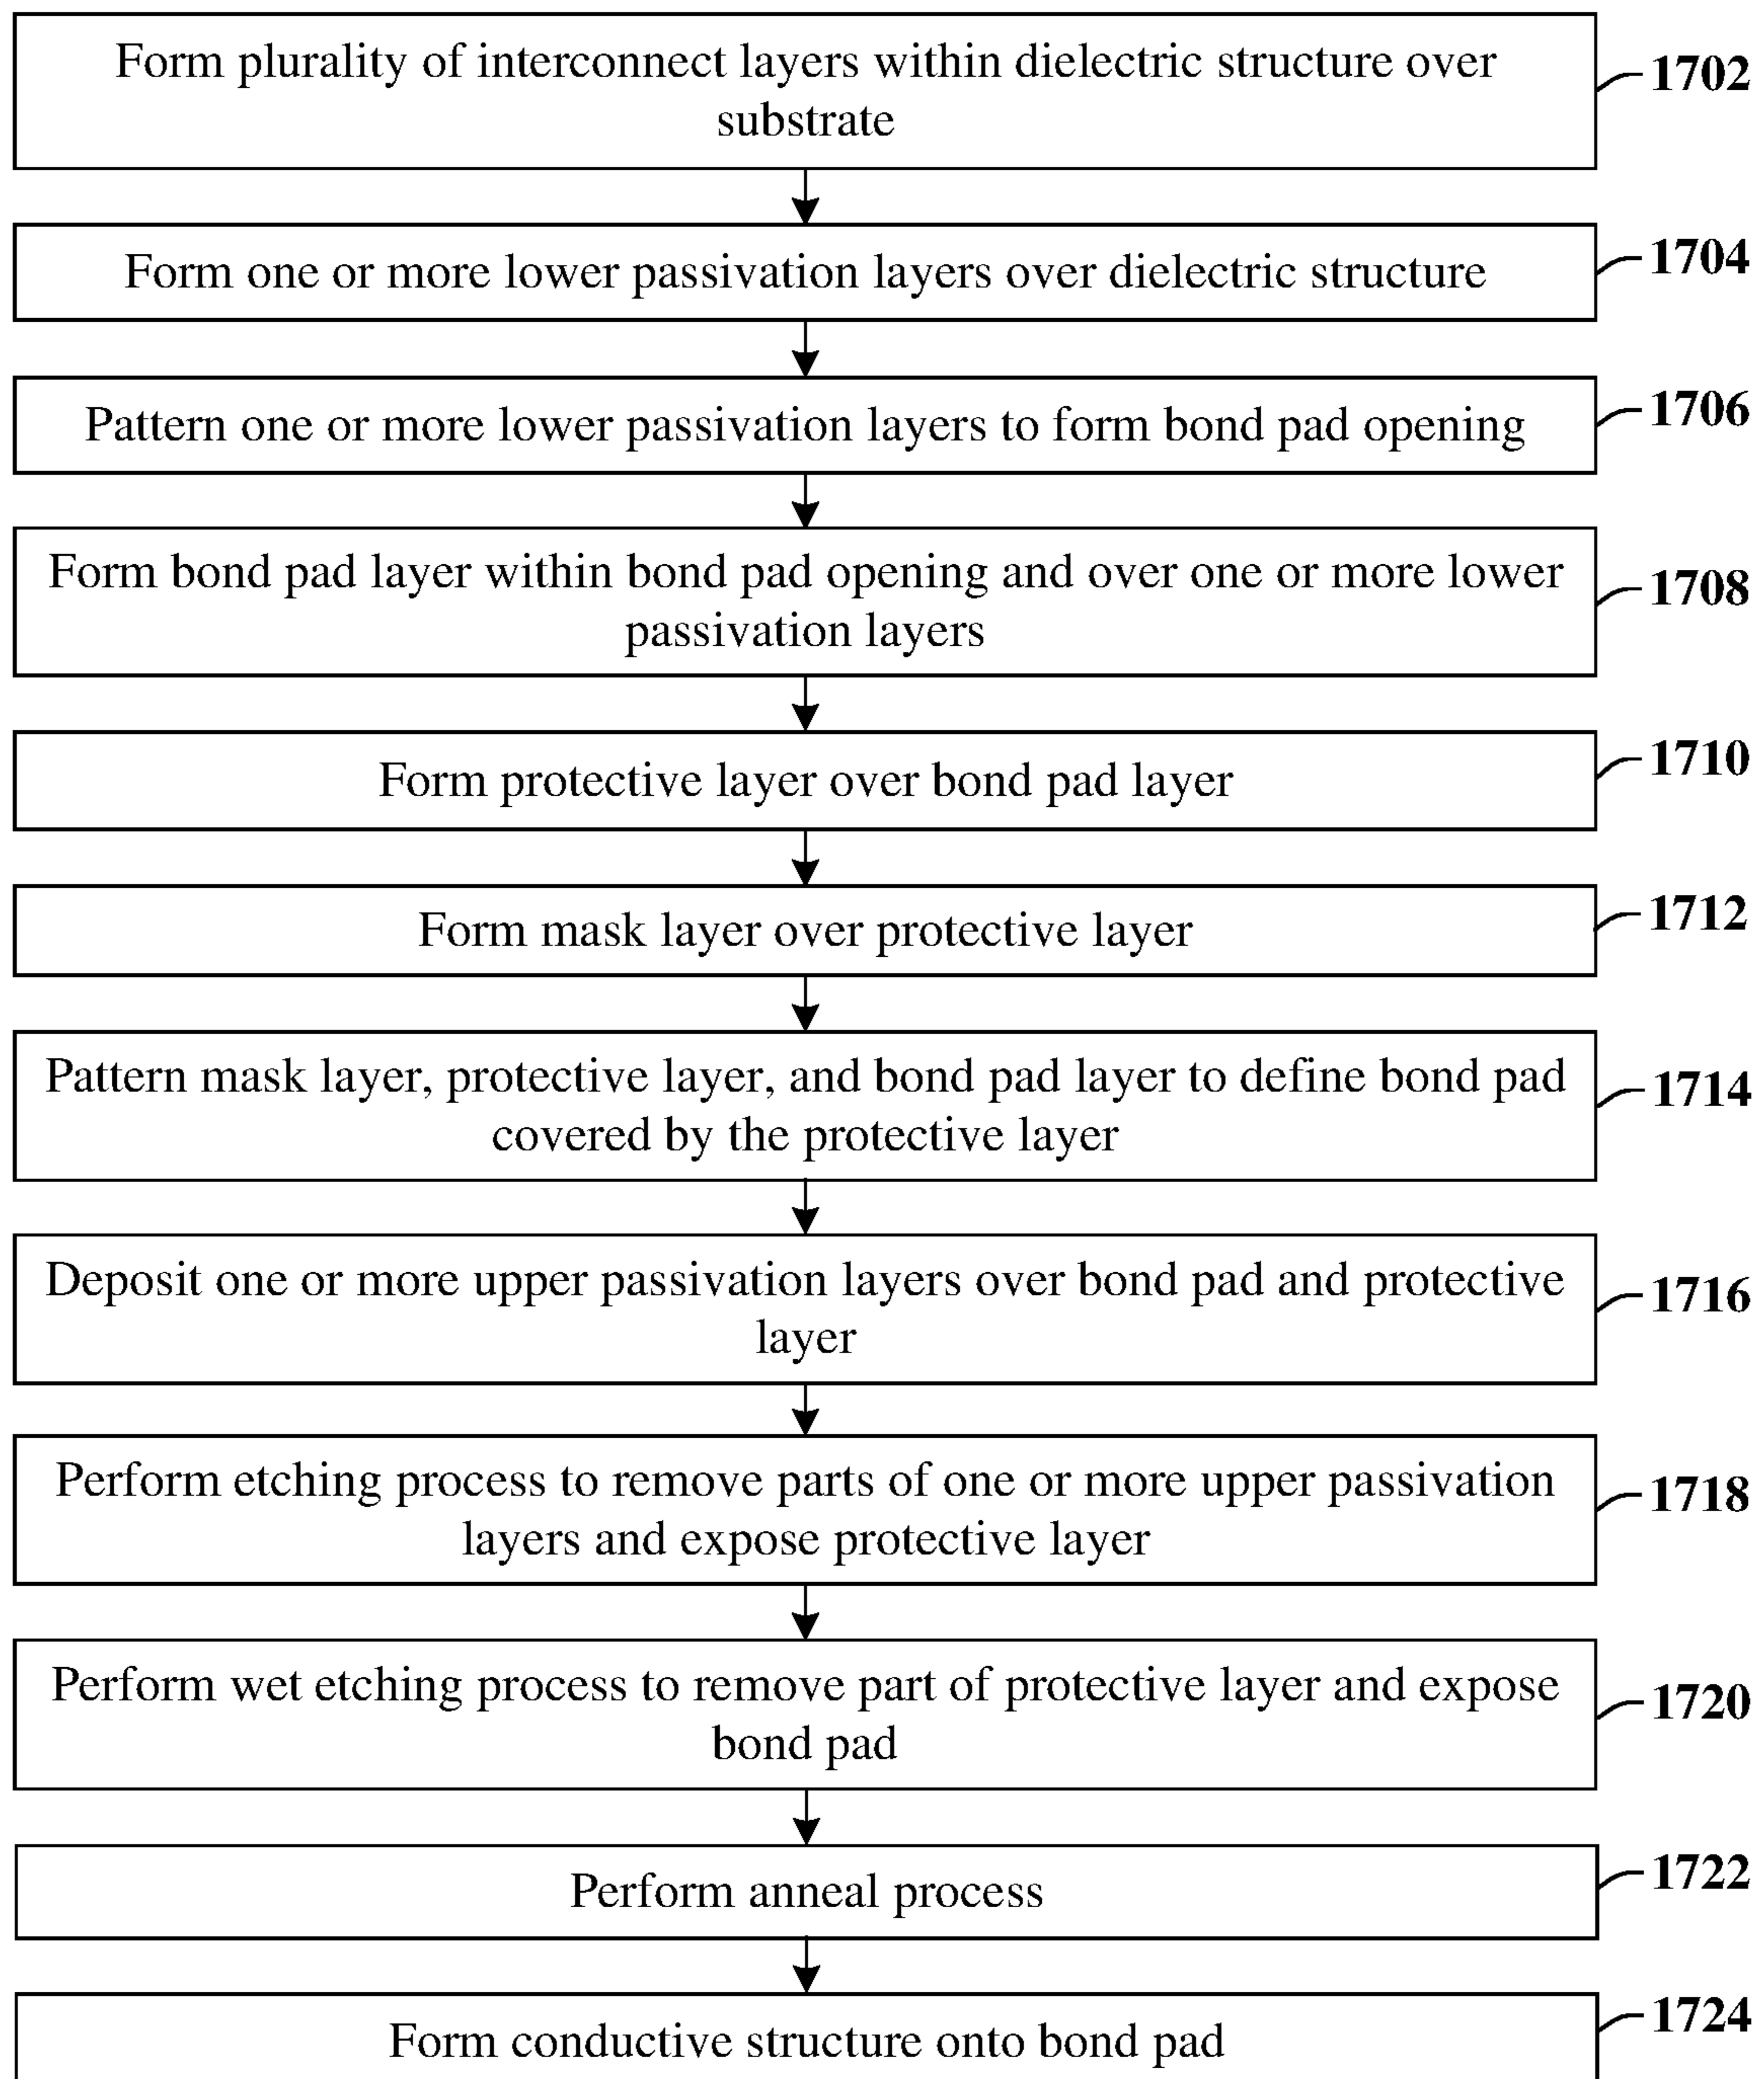 Form plurality of interconnect layers within dielectric structure over
substrate
1702
Form one or more lower passivation layers over dielectric structure
1704
Pattern one or more lower passivation layers to form bond pad opening
1706
Form bond pad layer within bond pad opening and over one or more lower
passivation layers
1708
Form protective layer over bond pad layer
1710
Form mask layer over protective layer
1712
Pattern mask layer, protective layer, and bond pad layer to define bond pad
covered by the protective layer
1714
Deposit one or more upper passivation layers over bond pad and protective
layer
1716
Perform etching process to remove parts of one or more upper passivation
layers and expose protective layer
1718
Perform wet etching process to remove part of protective layer and expose
bond pad
1720
Perform anneal process
1722
Form conductive structure onto bond pad
1724